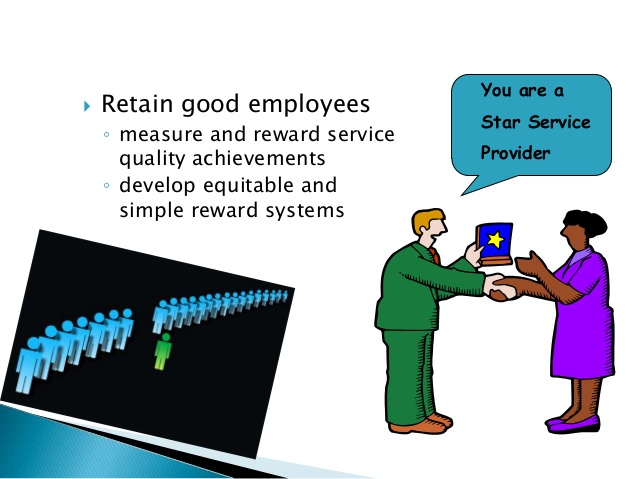 Retain good employees
measure and reward service
quality achievements
develop equitable and
simple reward systems
You are a
Star Service
Provider